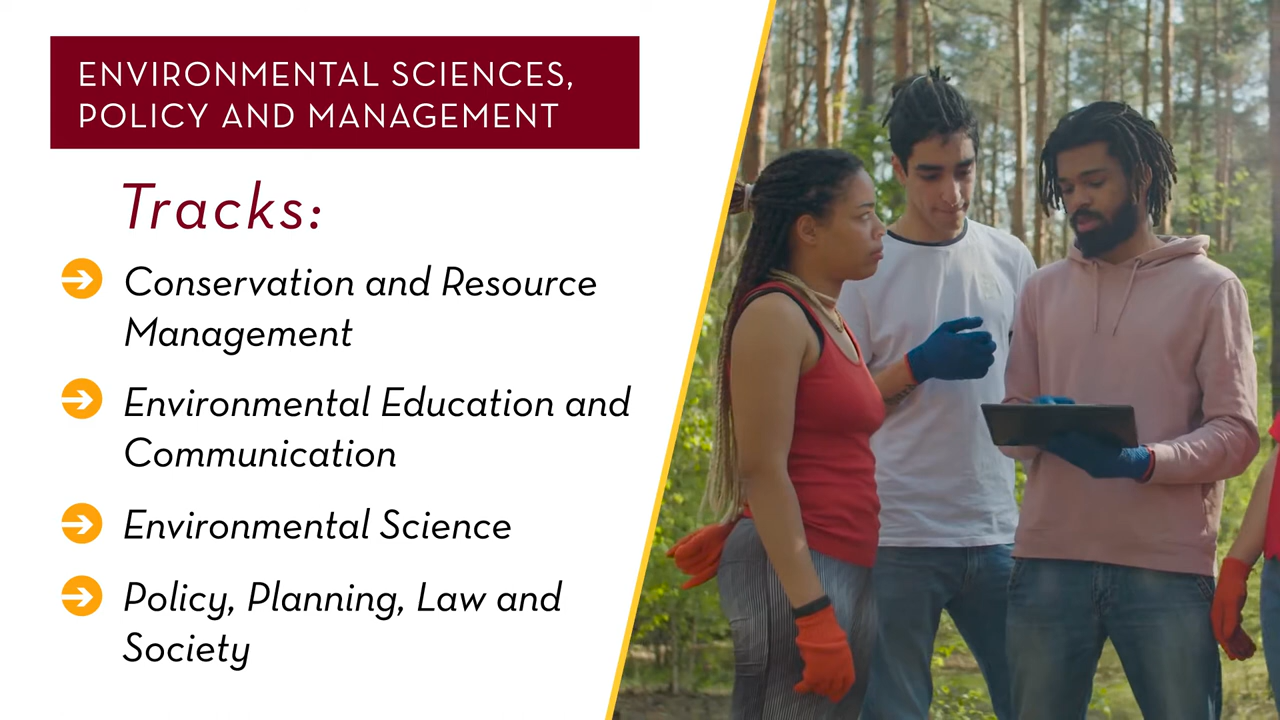 ENVIRONMENTAL SCIENCES,
POLICY AND MANAGEMENT
Tracks:
Conservation and Resource
Management
Environmental Education and
Communication
Environmental Science
Policy, Planning, Law and
Society